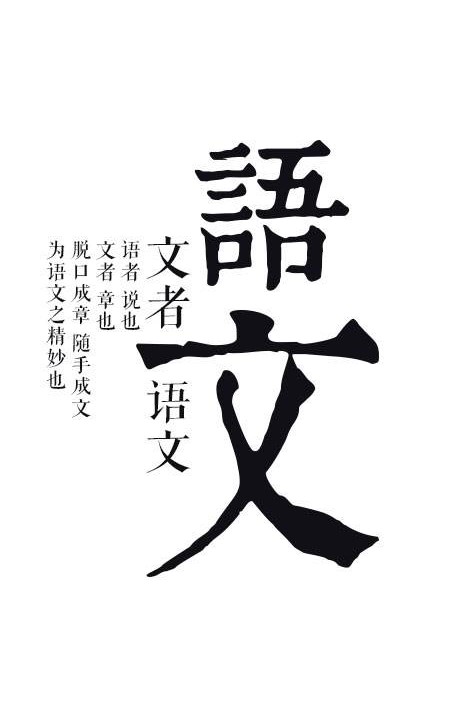 語文
文者 语文
语者 说也
文者 章也
脱口成章 随手成文
为语文之精妙也